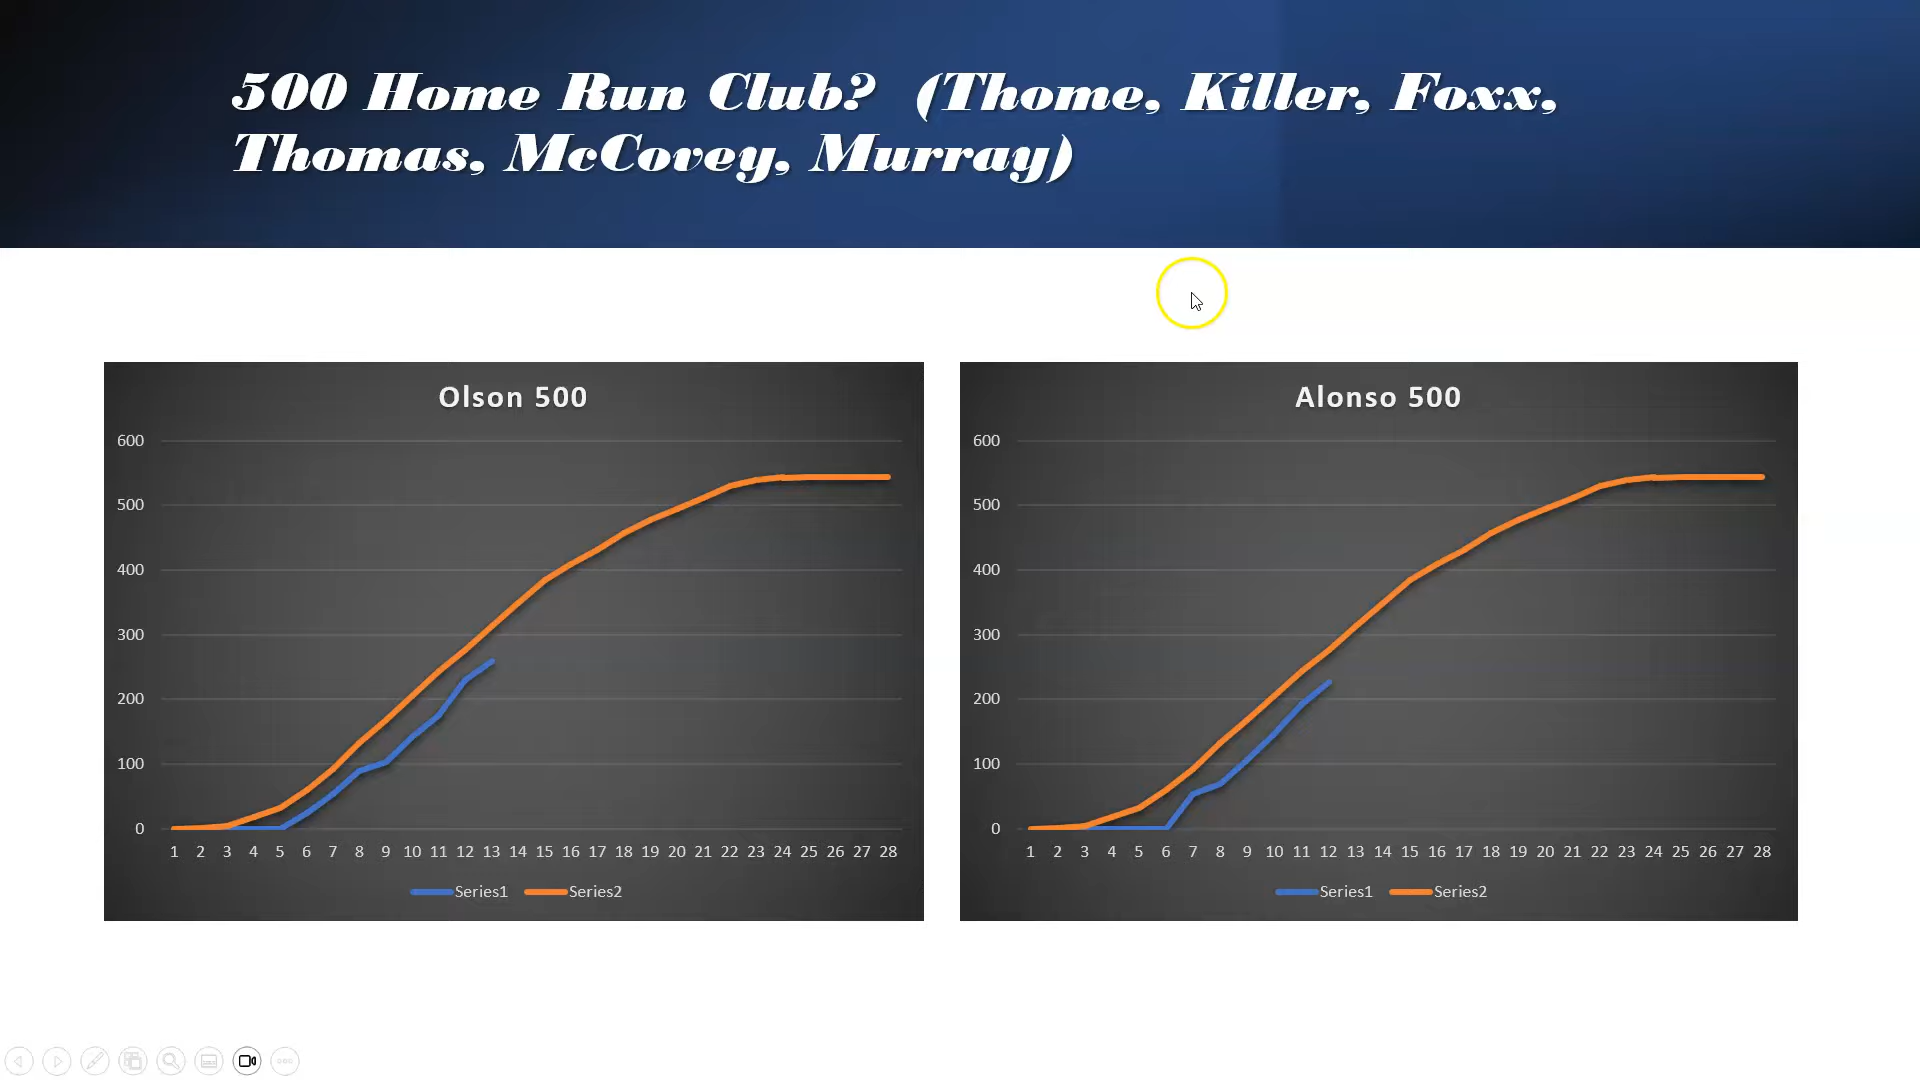 500 Home Run Club? (Thome, Killer, Foxx,
Thomas, McCovey, Murray)
Olson 500
600
500
400
300
200
100
0
1 2 3 4 5 6 7 8 9 10 11 12 13 14 15 16 17 18 19 20 21 22 23 24 25 26 27 28
Series1 Series2
Alonso 500
600
500
400
300
200
100
0
1 2 3 4 5 6 7 8 9 10 11 12 13 14 15 16 17 18 19 20 21 22 23 24 25 26 27 28
Series1 Series2